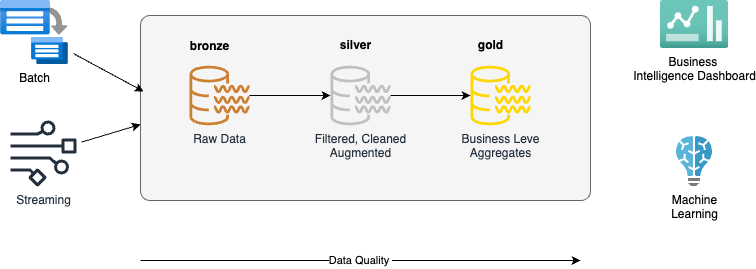 Batch
Streaming
bronze
Raw Data
silver
Filtered, Cleaned
Augmented
gold
Business Leve
Aggregates
Business
Intelligence Dashboard
Machine
Learning
Data Quality